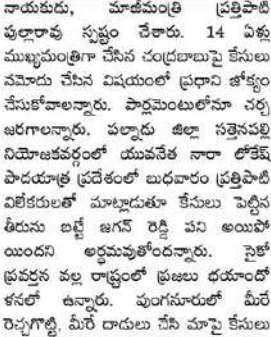 నాయకుడు, మాజీమంత్రి ప్రత్తిపాటి
పుల్లారావు స్పష్టం చేశారు. 14 ఏళ్లు
ముఖ్యమంత్రిగా చేసిన చంద్రబాబుపై కేసులు
నమోదు చేసిన విషయంలో ప్రధాని జోక్యం
చేసుకోవాలన్నారు. పార్లమెంటులోనూ చర్చ
జరగాలన్నారు. పల్నాడు జిల్లా సత్తెనపల్లి
నియోజకవర్గంలో యువనేత నారా లోకేష్
పాదయాత్ర ప్రదేశంలో బుధవారం ప్రత్తిపాటి
విలేకరులతో మాట్లాడుతూ కేసులు పెట్టిన
తీరును బట్టే జగన్ రెడ్డి పని అయిపో
యిందని అర్ధమవుతోందన్నారు. సైకో
ప్రవర్తన వల్ల రాష్ట్రంలో ప్రజలు భయాందో
ళనలో ఉన్నారు. పుంగనూరులో మీరే
రెచ్చగొట్టి, మీరే దాడులు చేసి మాపై కేసులు